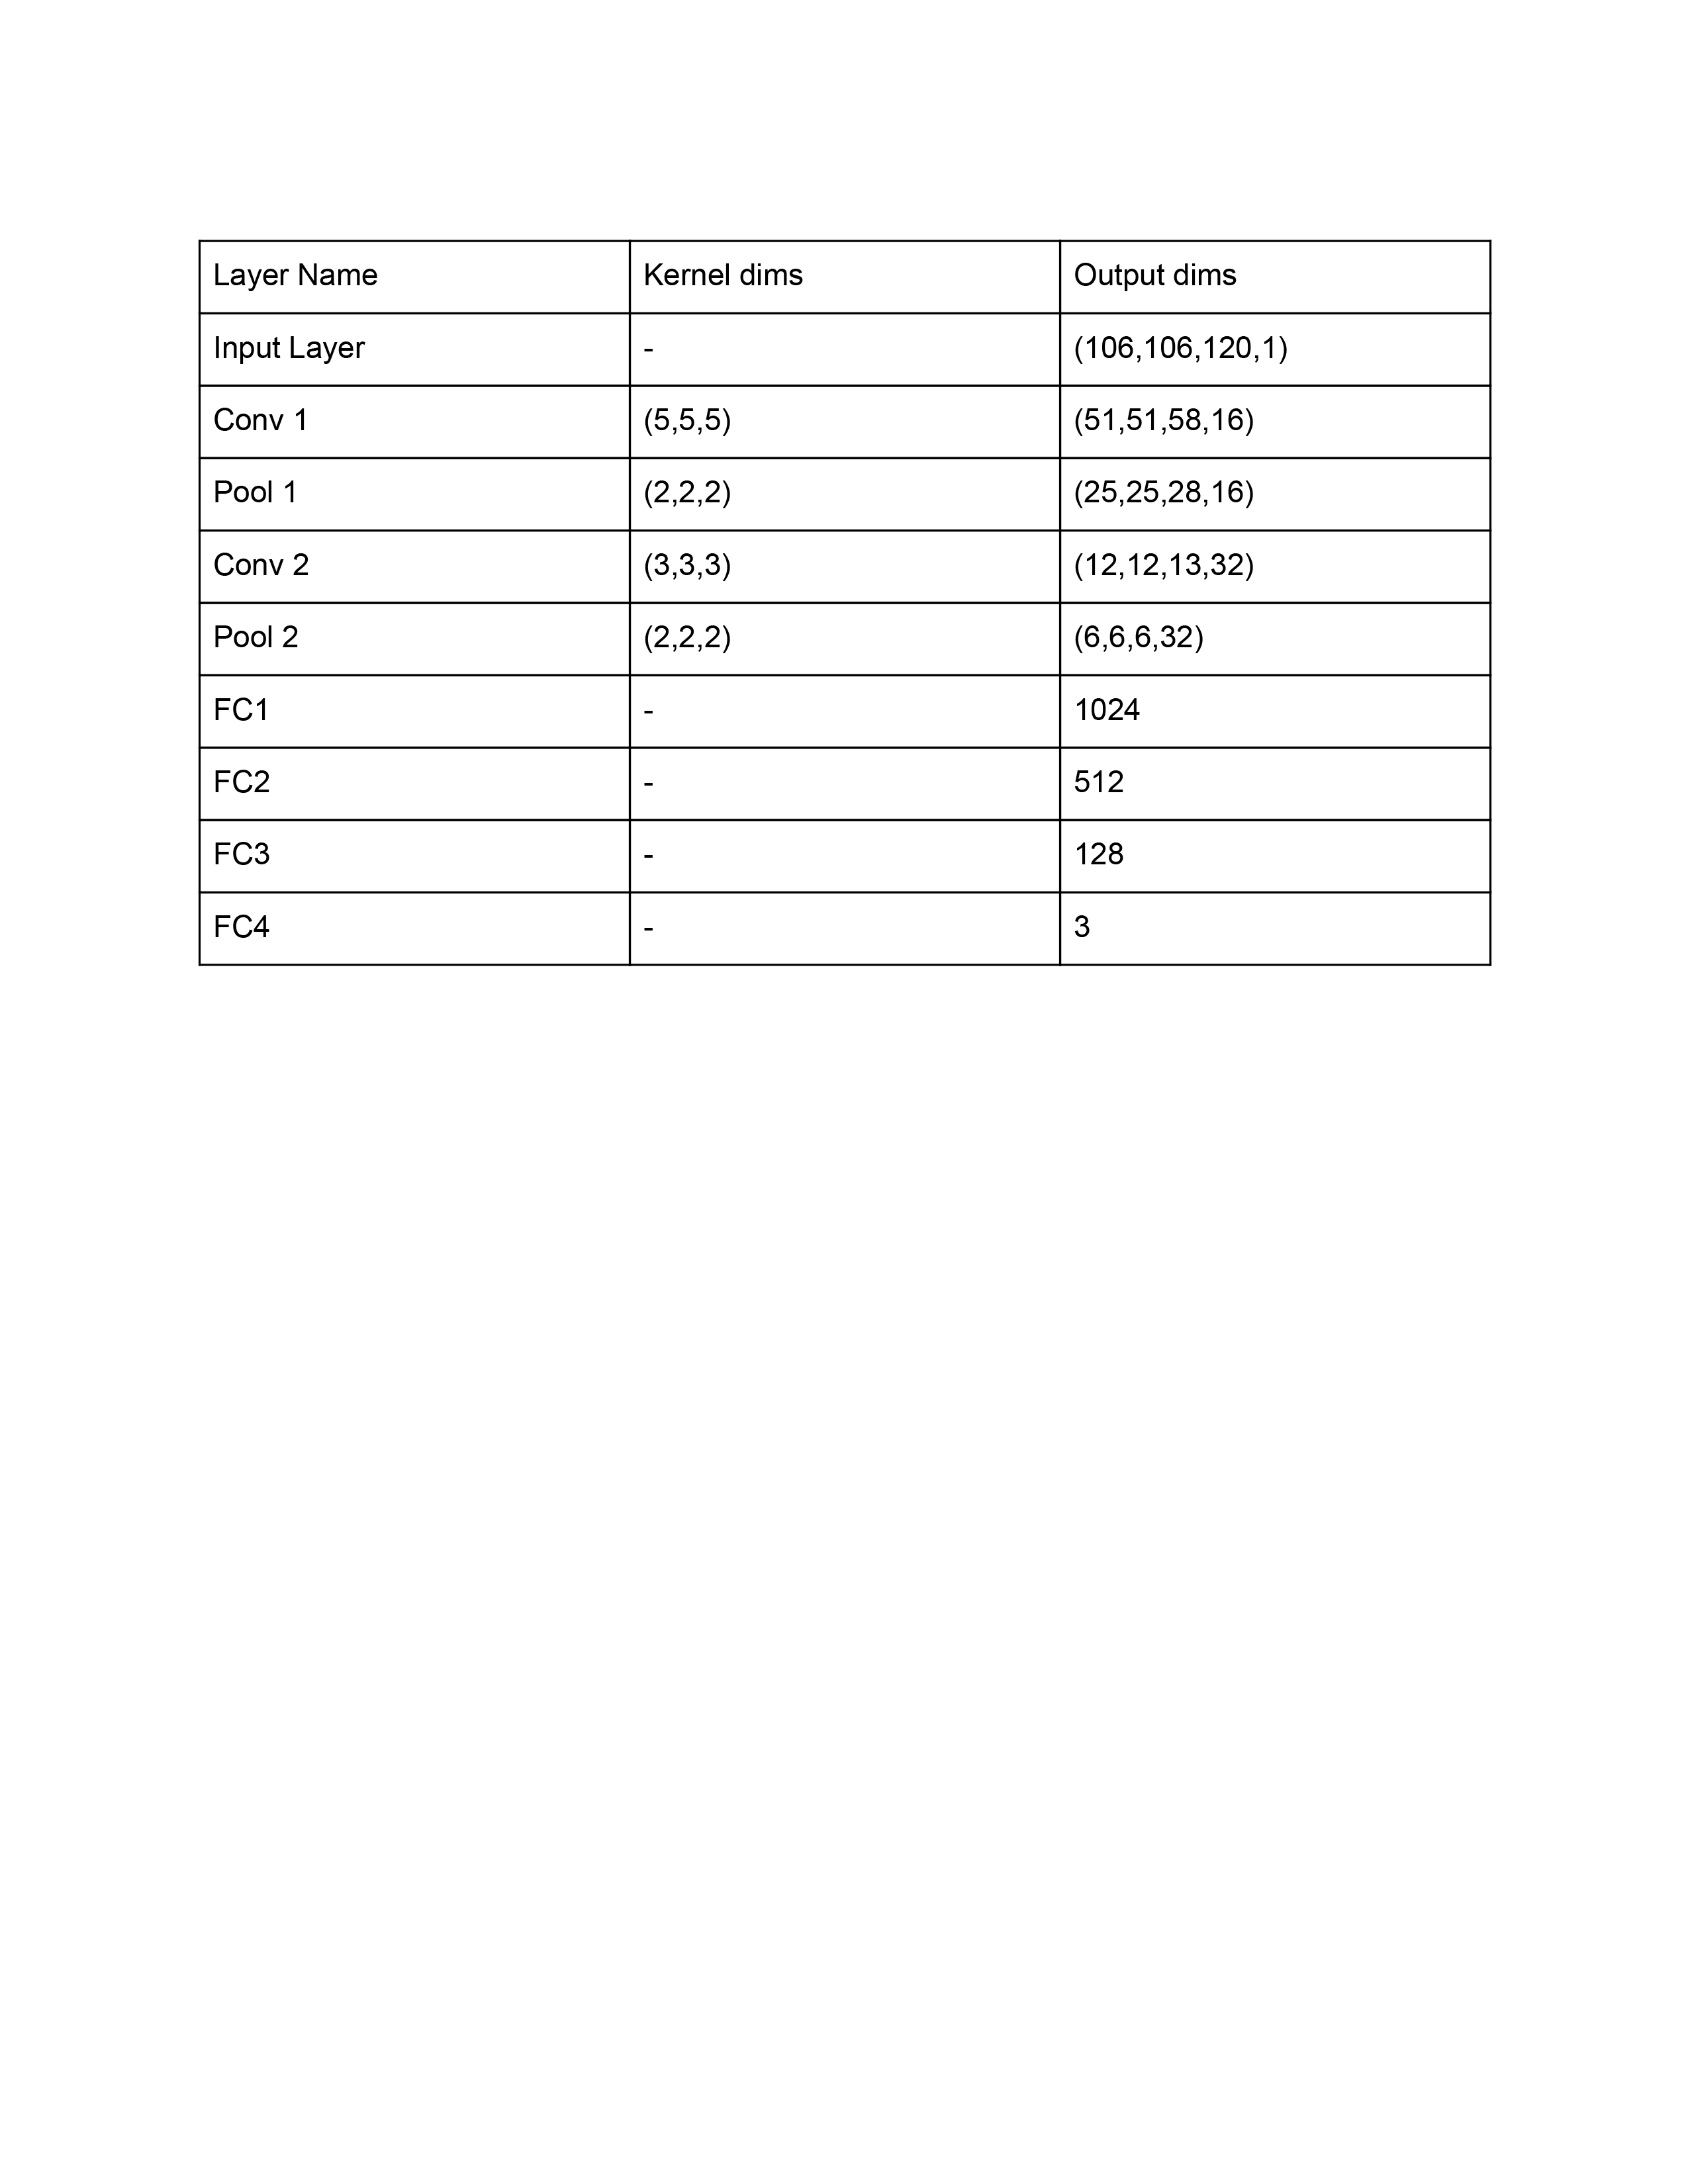 Layer Name Kernel dims Output dims
Input Layer - (106,106,120,1)
Conv 1 (5,5,5) (51,51,58,16)
Pool 1 (2,2,2) (25,25,28,16)
Conv 2 (3,3,3) (12,12,13,32)
Pool 2 (2,2,2) (6,6,6,32)
FC1 - 1024
FC2 - 512
FC3 - 128
FC4 - 3